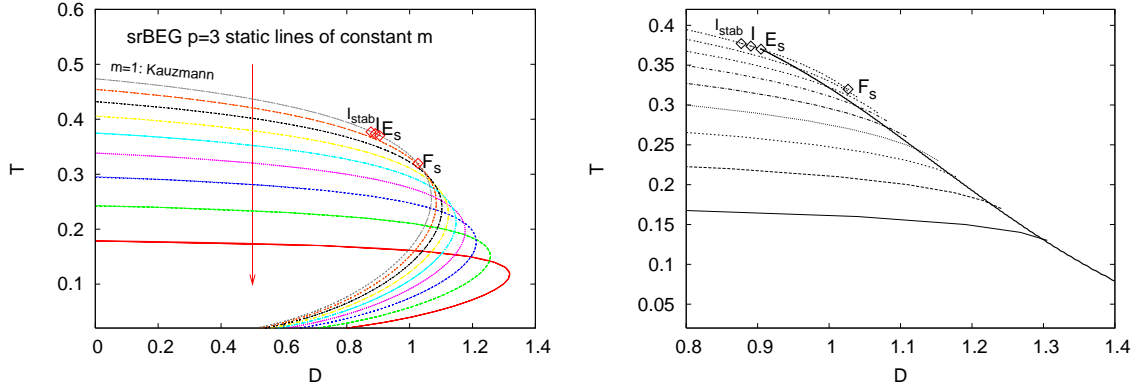 srBEG p=3 static lines of constant m
m=1: Kauzmann
I_stab
I
E_s
F_s
T
0.6
0.5
0.4
0.3
0.2
0.1
0
0.2
0.4
0.6
0.8
1
1.2
1.4
D
I_stab
I
E_s
F_s
T
0.4
0.35
0.3
0.25
0.2
0.15
0.1
0.05
0.8
0.9
1
1.1
1.2
1.3
1.4
D